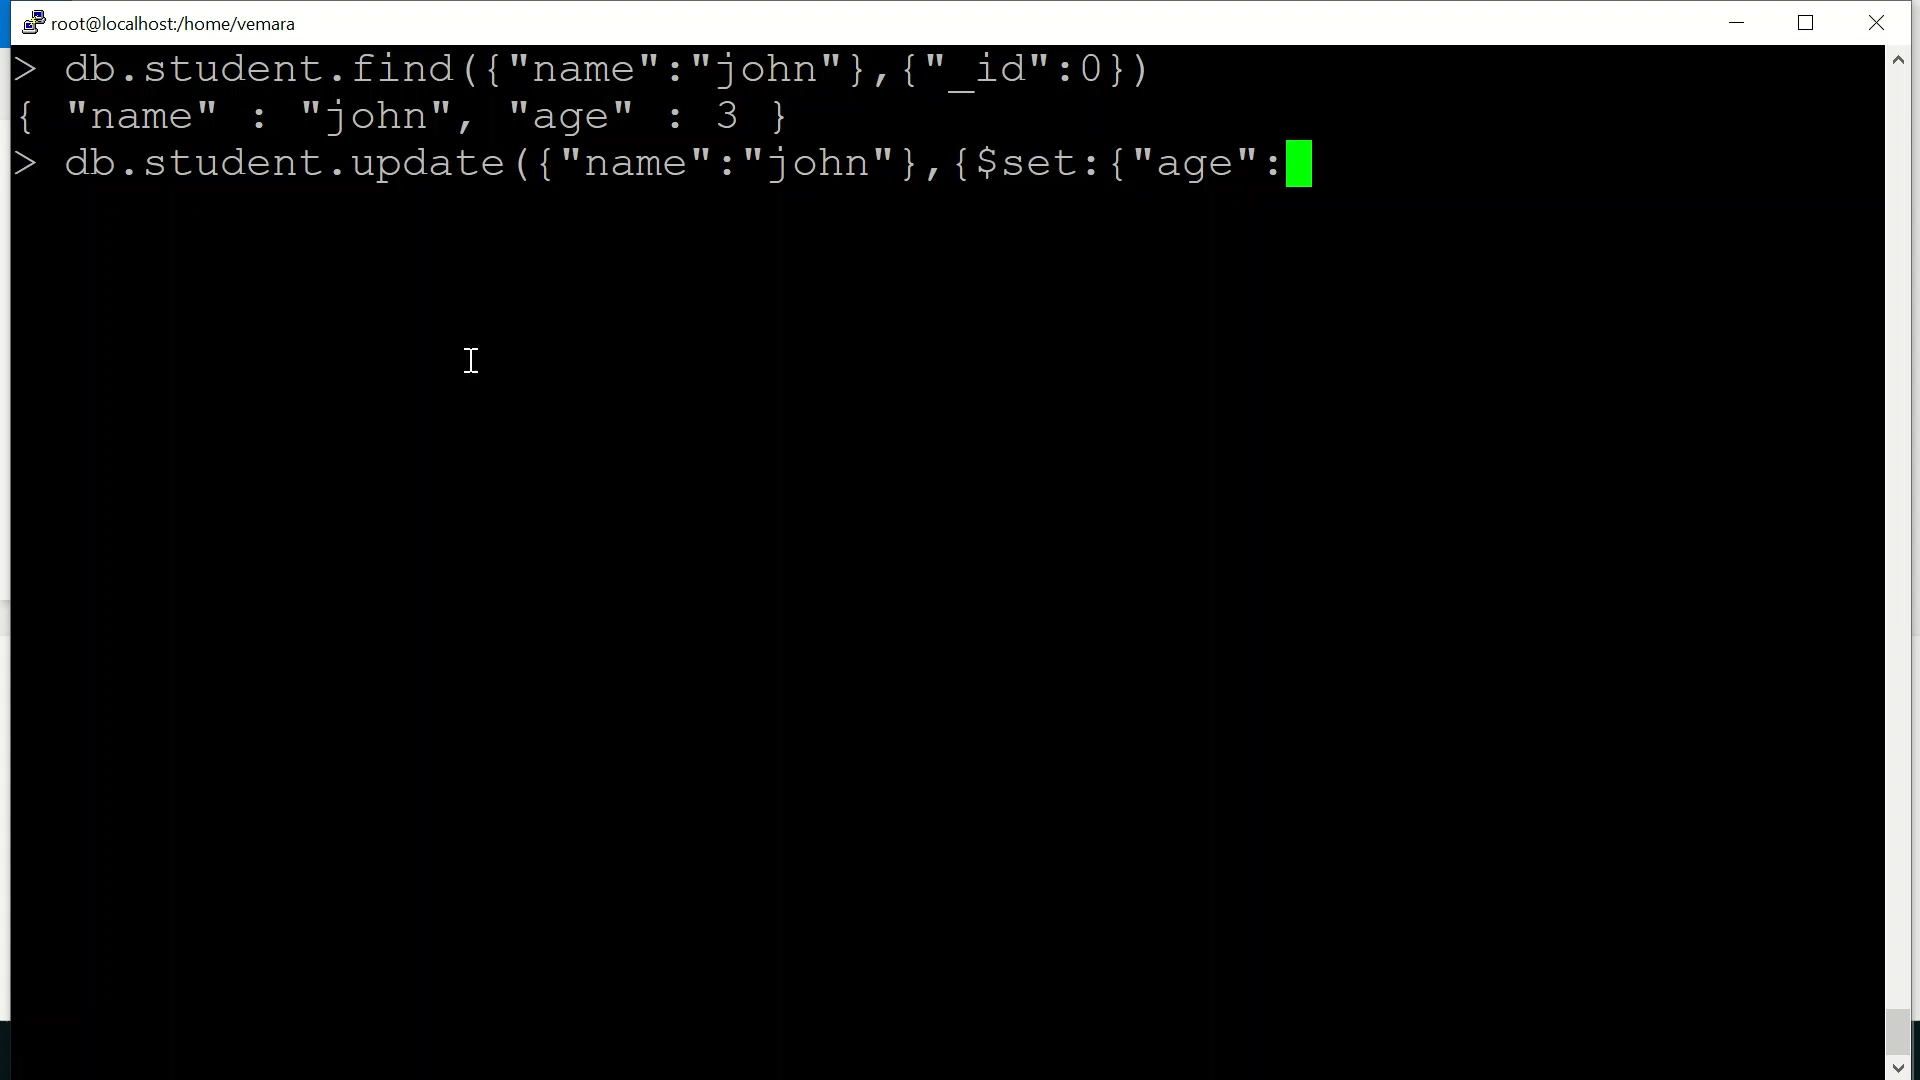 root@localhost:/home/vemara
> db.student.find({"name":"john"},{"_id":0})
{ "name" : "john", "age" : 3 }
> db.student.update({"name":"john"},{$set:{"age":